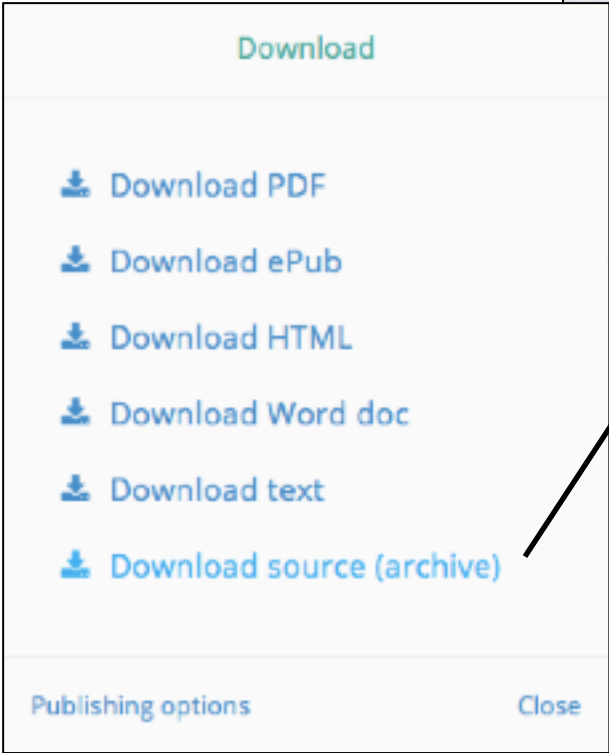 Download
Download PDF
Download ePub
Download HTML
Download Word doc
Download text
Download source (archive)
Publishing options Close